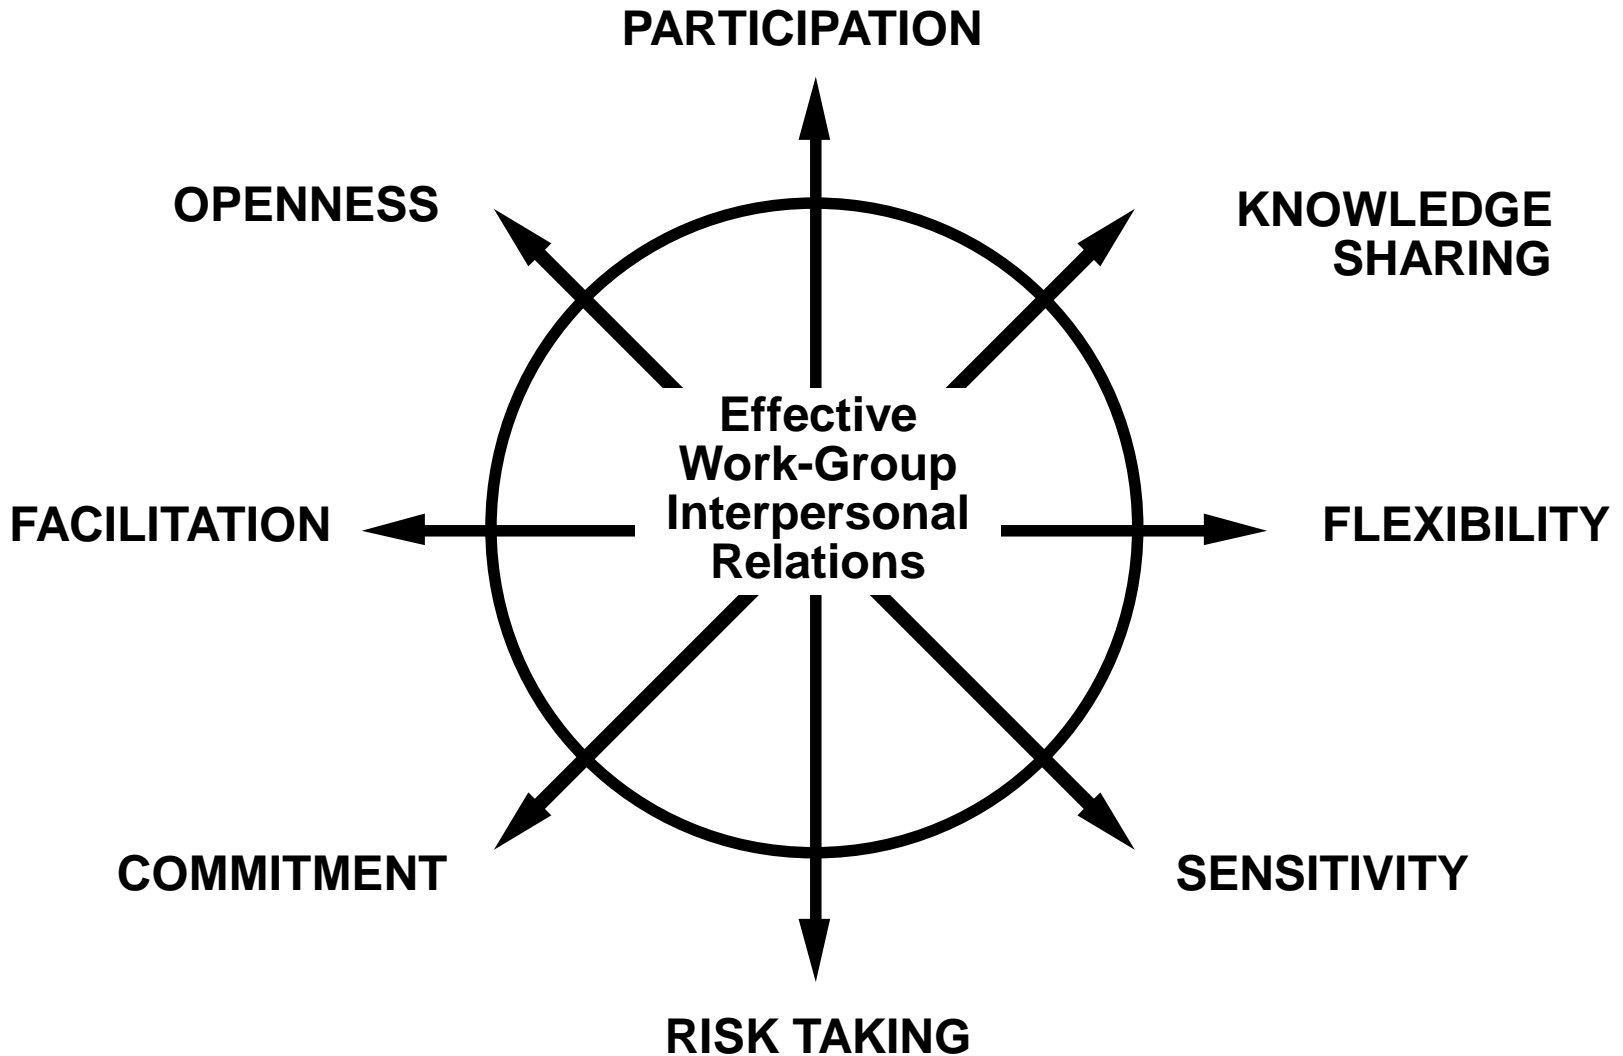 PARTICIPATION
OPENNESS
KNOWLEDGE
SHARING
Effective
Work-Group
Interpersonal
Relations
FACILITATION
FLEXIBILITY
COMMITMENT
SENSITIVITY
RISK TAKING